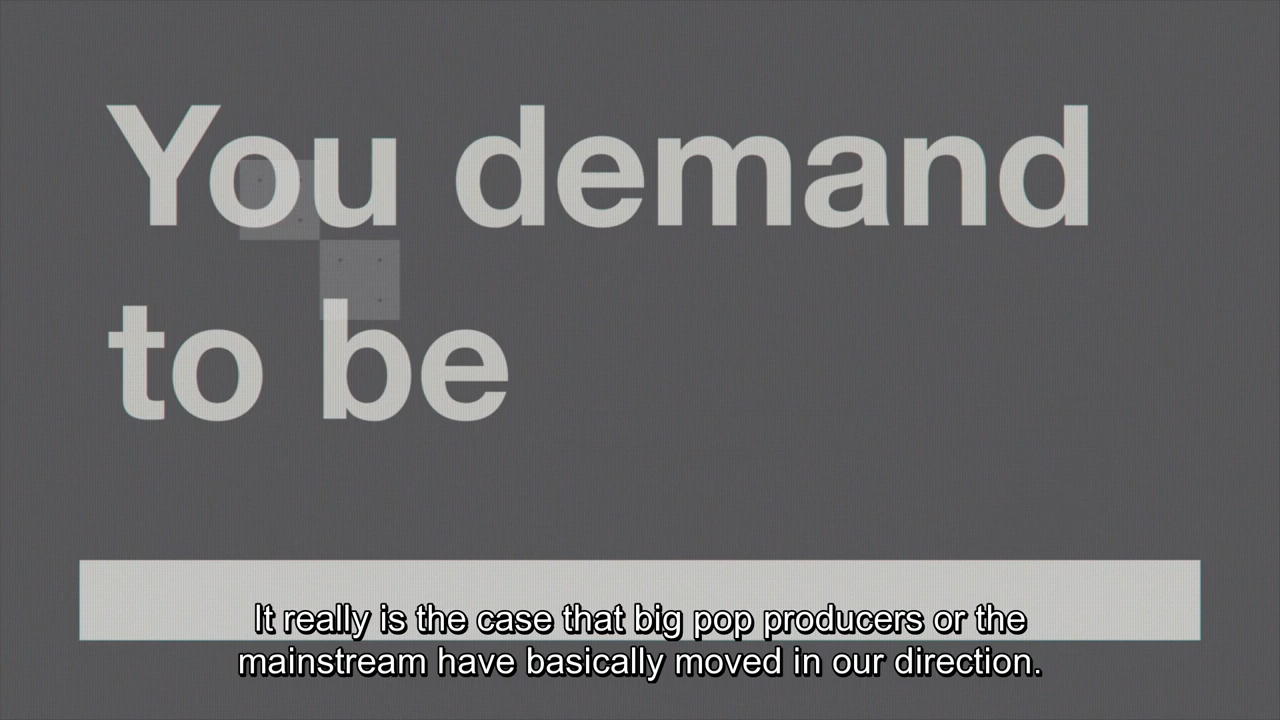 You demand
to be
It really is the case that big pop producers or the
mainstream have basically moved in our direction.